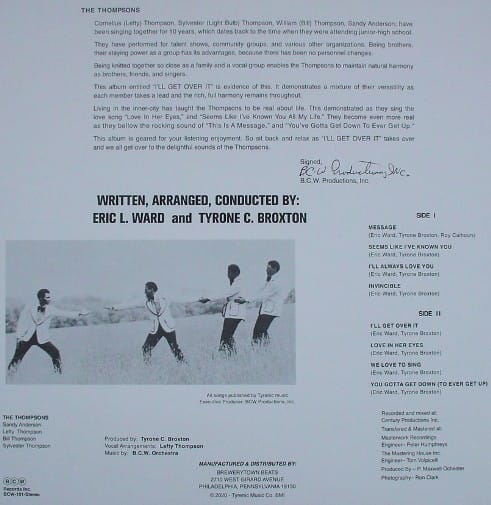 THE THOMPSONS
Cornelius (Lefty) Thompson, Sylvester (Light Bulb) Thompson, William (Bill) Thompson, Sandy Anderson; have
been singing together for 10 years, which dates back to the time when they were attending junior-high school.
They have performed for talent shows, community groups, and various other organizations. Being brothers,
their staying power as a group has its advantages, because there has been no personnel changes.
Being knitted together so close as a family and a vocal group enables the Thompsons to maintain natural harmony
as brothers, friends, and singers.
This album entitled "I'LL GET OVER IT" is evidence of this. It demonstrates a mixture of their versatility as
each member takes a lead and the rich, full harmony remains throughout.
Living in the inner-city has taught the Thompsons to be real about life. This demonstrated as they sing the
love song "Love In Her Eyes," and "Seems Like I've Known You All My Life." They become even more real
as they bellow the rocking sound of "This Is A Message," and "You've Gotta Get Down To Ever Get Up."
This album is geared for your listening enjoyment. So sit back and relax as "I'LL GET OVER IT" takes over
and we all get over to the delightful sounds of the Thompsons.
Signed,
B.C.W. Productions, Inc.
B.C.W. Productions, Inc.
WRITTEN, ARRANGED, CONDUCTED BY:
ERIC L. WARD and TYRONE C. BROXTON
SIDE I
MESSAGE
(Eric Ward, Tyrone Broxton, Roy Calhoun)
SEEMS LIKE I'VE KNOWN YOU
(Eric Ward, Tyrone Broxton)
I'LL ALWAYS LOVE YOU
(Eric Ward, Tyrone Broxton)
INVINCIBLE
(Eric Ward, Tyrone Broxton)
SIDE II
I'LL GET OVER IT
(Eric Ward, Tyrone Broxton)
LOVE IN HER EYES
(Eric Ward, Tyrone Broxton)
WE LOVE TO SING
(Eric Ward, Tyrone Broxton)
YOU GOTTA GET DOWN (TO EVER GET UP)
(Eric Ward, Tyrone Broxton)
All songs published by Tyremic music
Executive Producer: BCW Productions, Inc.
THE THOMPSONS
Sandy Anderson
Lefty Thompson
Bill Thompson
Sylvester Thompson
Produced by: Tyrone C. Broxton
Vocal Arrangements: Lefty Thompson
Music by: B.C.W. Orchestra
Recorded and mixed at:
Century Productions Inc.
Transferred & Mastered at:
Masterwork Recordings
Engineer- Peter Humphreys
The Mastering House Inc.
Engineer- Tom Volpicelli
Produced By - P. Maxwell Ochester
Photography- Ron Clark
MANUFACTURED & DISTRIBUTED BY:
BREWERYTOWN BEATS
2710 WEST GIRARD AVENUE
PHILADELPHIA, PENNSYLVANIA 19130
© 2020 - Tyremic Music Co. BMI
BCW
Records Inc.
BCW-101-Stereo